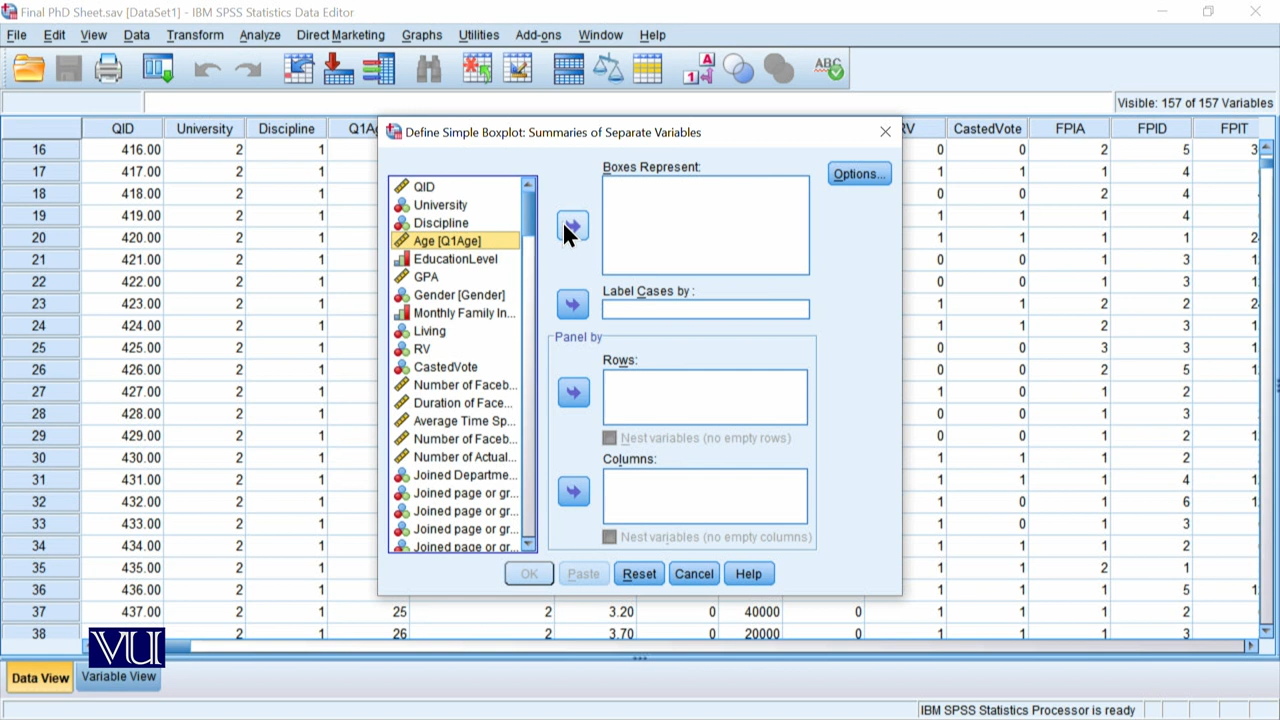 Final PhD Sheet.sav [DataSet1] - IBM SPSS Statistics Data Editor
File Edit View Data Transform Analyze Direct Marketing Graphs Utilities Add-ons Window Help
Visible: 157 of 157 Variables
QID University Discipline RV CastedVote FPIA FPID FPIT
16 416.00 2 1 0 0 2 5 3
17 417.00 2 1 1 1 1 4
18 418.00 2 1 0 0 2 4
19 419.00 2 1 1 1 1 4
20 420.00 2 1 1 1 1 1 2
21 421.00 2 1 0 0 1 3 1
22 422.00 2 1 0 0 1 3 1
23 423.00 2 1 1 1 2 2 2
24 424.00 2 1 1 1 2 3 1
25 425.00 2 1 0 0 3 3 1
26 426.00 2 1 0 0 2 5 1
27 427.00 2 1 1 0 1 2
28 428.00 2 1 0 0 1 3
29 429.00 2 1 0 0 1 2 1
30 430.00 2 1 1 1 1 2
31 431.00 2 1 1 1 1 4 1
32 432.00 2 1 1 0 1 6 1
33 433.00 2 1 1 0 1 3
34 434.00 2 1 1 1 1 2
35 435.00 2 1 1 1 2 1
36 436.00 2 1 1 1 1 5 1
37 437.00 2 1 25 2 3.20 0 40000 0 1 1 1 2
38 2 1 26 2 3.70 0 20000 0 1 1 1 3
Define Simple Boxplot: Summaries of Separate Variables
QID
University
Discipline
Age [Q1Age]
EducationLevel
GPA
Gender [Gender]
Monthly Family In...
Living
RV
CastedVote
Number of Faceb...
Duration of Face...
Average Time Sp...
Number of Faceb...
Number of Actual...
Joined Departme...
Joined page or gr...
Joined page or gr...
Joined page or gr...
Joined page or gr...
Boxes Represent:
Options...
Label Cases by :
Panel by
Rows:
Nest variables (no empty rows)
Columns:
Nest variables (no empty columns)
OK Paste Reset Cancel Help
VU
Data View Variable View
IBM SPSS Statistics Processor is ready